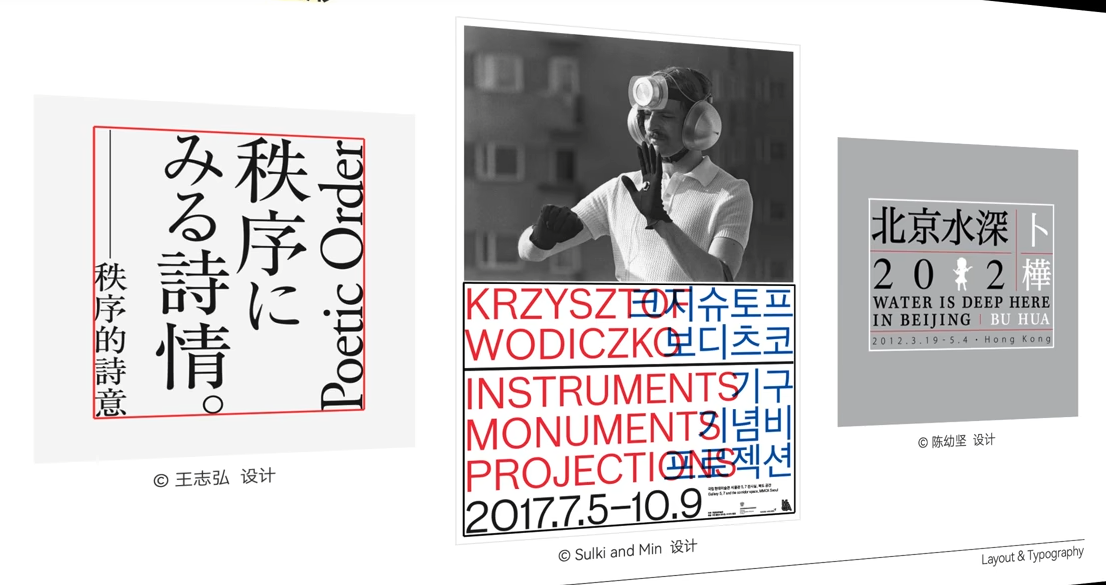 秩序に
みる詩情。
秩序的詩意
Poetic Order
© 王志弘 设计
KRZYSZTOF 크지슈토프
WODICZKO 보디츠코
INSTRUMENTS 기구
MONUMENTS 기념비
PROJECTIONS 프로젝션
2017.7.5–10.9
© Sulki and Min 设计
北京水深 卜
2012 樺
WATER IS DEEP HERE
IN BEIJING BU HUA
2012.3.19-5.4・Hong Kong
© 陈幼坚 设计
Layout & Typography